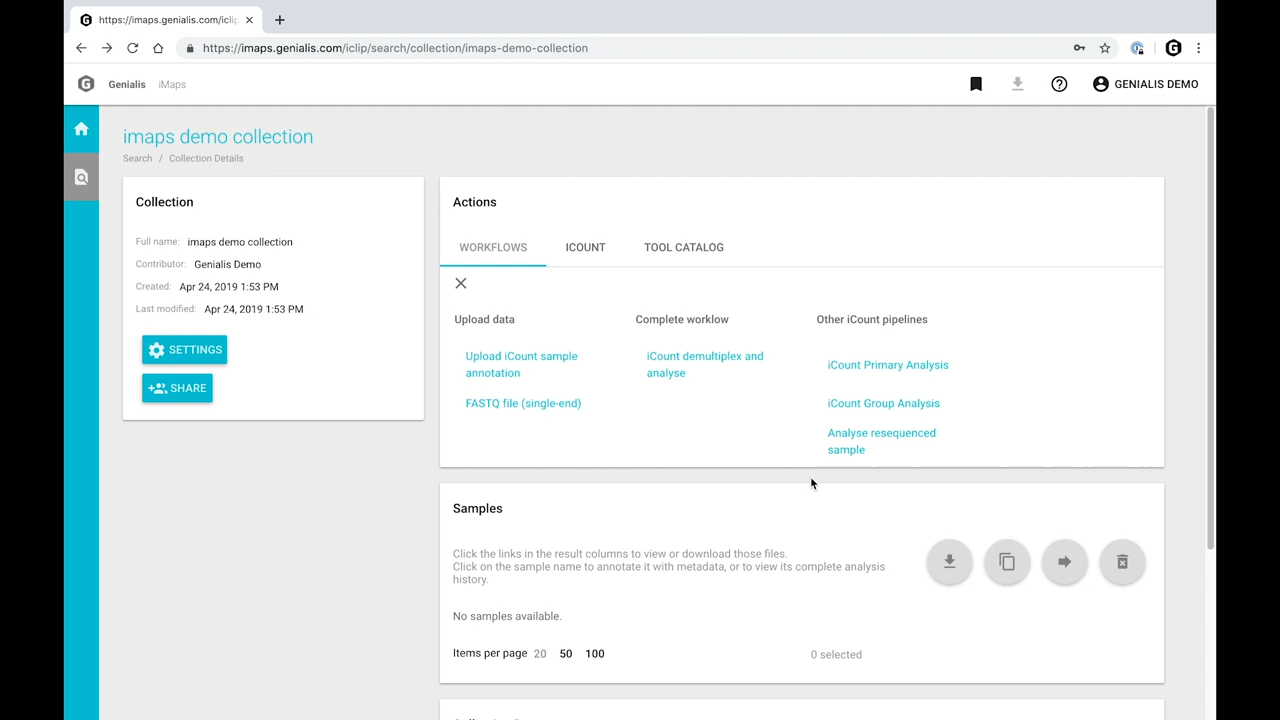 https://imaps.genialis.com/iclip
https://imaps.genialis.com/iclip/search/collection/imaps-demo-collection
Genialis iMaps
GENIALIS DEMO
imaps demo collection
Search / Collection Details
Collection
Full name: imaps demo collection
Contributor: Genialis Demo
Created: Apr 24, 2019 1:53 PM
Last modified: Apr 24, 2019 1:53 PM
SETTINGS
SHARE
Actions
WORKFLOWS ICOUNT TOOL CATALOG
Upload data
Upload iCount sample
annotation
FASTQ file (single-end)
Complete worklow
iCount demultiplex and
analyse
Other iCount pipelines
iCount Primary Analysis
iCount Group Analysis
Analyse resequenced
sample
Samples
Click the links in the result columns to view or download those files.
Click on the sample name to annotate it with metadata, or to view its complete analysis
history.
No samples available.
Items per page 20 50 100
0 selected